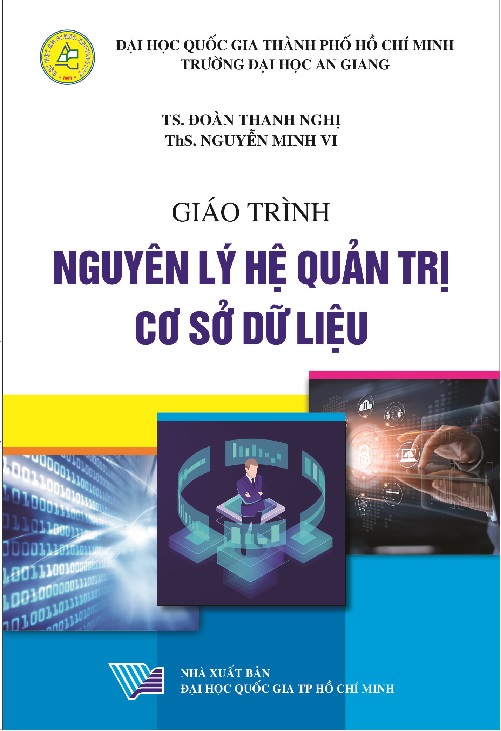 ĐẠI HỌC QUỐC GIA THÀNH PHỐ HỒ CHÍ MINH
TRƯỜNG ĐẠI HỌC AN GIANG
TS. ĐOÀN THANH NGHỊ
ThS. NGUYỄN MINH VI
GIÁO TRÌNH
NGUYÊN LÝ HỆ QUẢN TRỊ
CƠ SỞ DỮ LIỆU
NHÀ XUẤT BẢN
ĐẠI HỌC QUỐC GIA TP HỒ CHÍ MINH